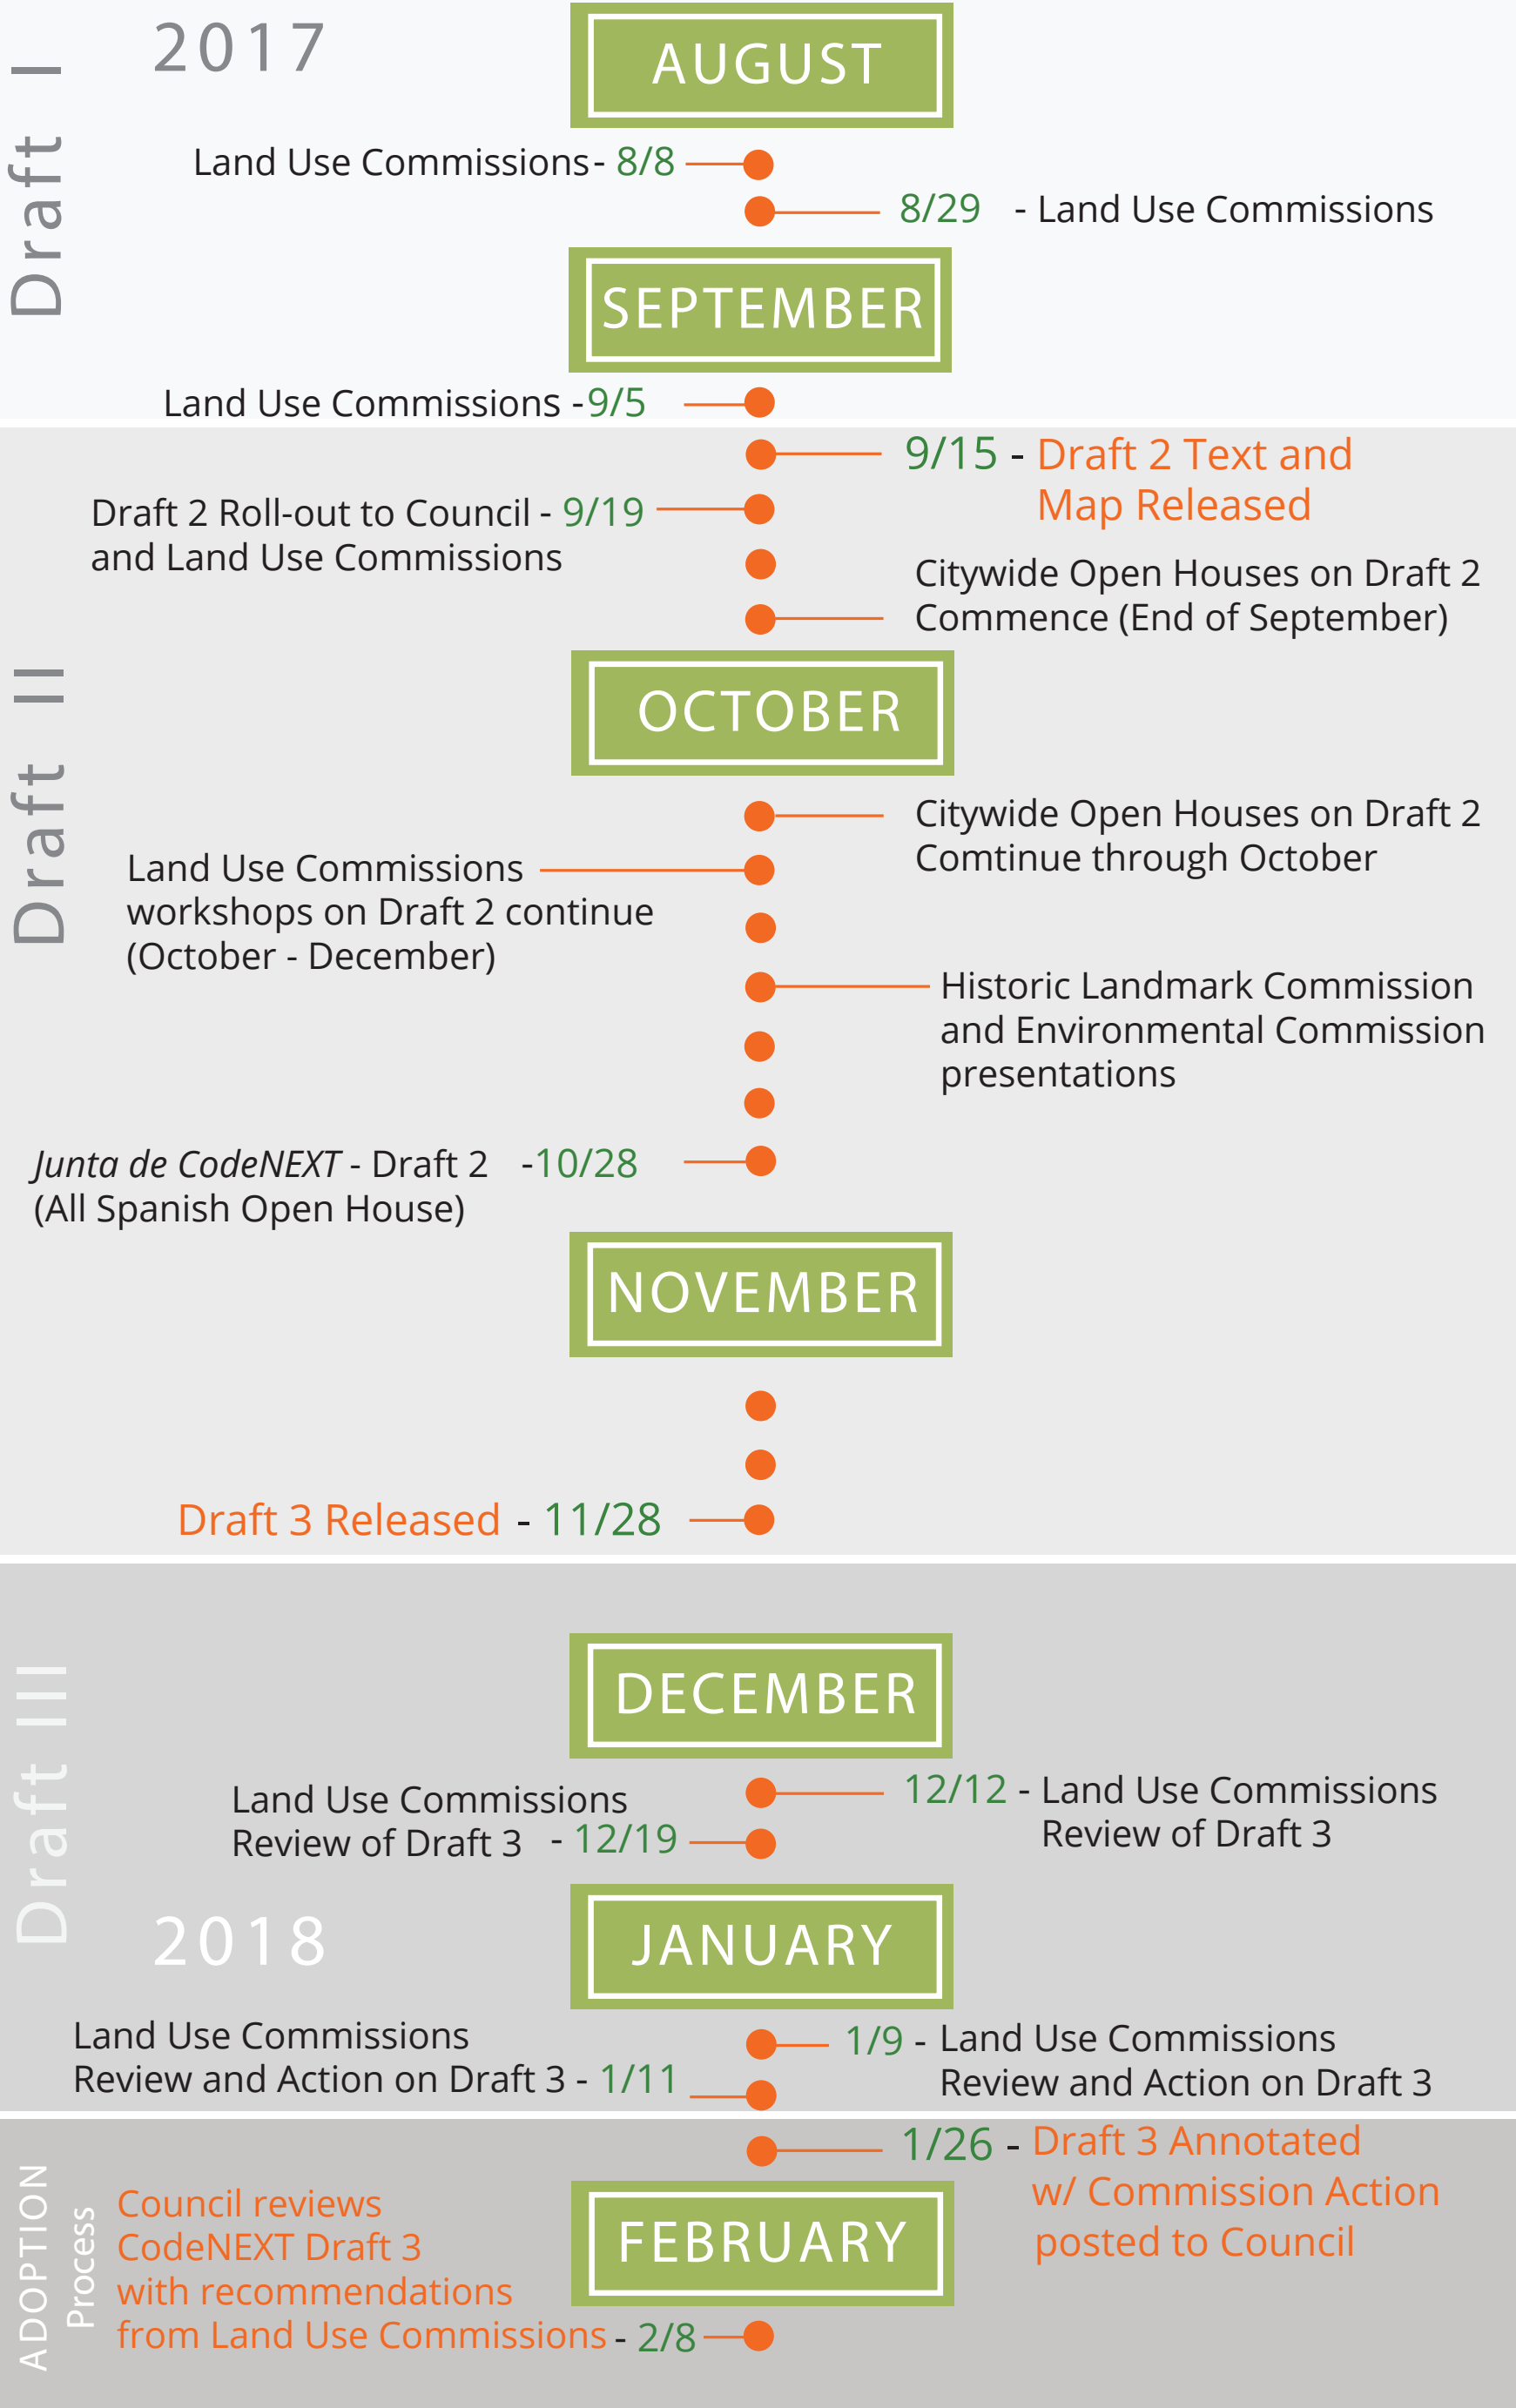 2017
Draft I
AUGUST
Land Use Commissions - 8/8
8/29 - Land Use Commissions
SEPTEMBER
Land Use Commissions - 9/5
Draft II
9/15 - Draft 2 Text and
Map Released
Draft 2 Roll-out to Council - 9/19
and Land Use Commissions
Citywide Open Houses on Draft 2
Commence (End of September)
OCTOBER
Citywide Open Houses on Draft 2
Comtinue through October
Land Use Commissions
workshops on Draft 2 continue
(October - December)
Historic Landmark Commission
and Environmental Commission
presentations
Junta de CodeNEXT - Draft 2 -10/28
(All Spanish Open House)
NOVEMBER
Draft 3 Released - 11/28
Draft III
DECEMBER
12/12 - Land Use Commissions
Review of Draft 3
Land Use Commissions
Review of Draft 3 - 12/19
2018
JANUARY
1/9 - Land Use Commissions
Review and Action on Draft 3
Land Use Commissions
Review and Action on Draft 3 - 1/11
ADOPTION
Process
1/26 - Draft 3 Annotated
w/ Commission Action
posted to Council
FEBRUARY
Council reviews
CodeNEXT Draft 3
with recommendations
from Land Use Commissions - 2/8